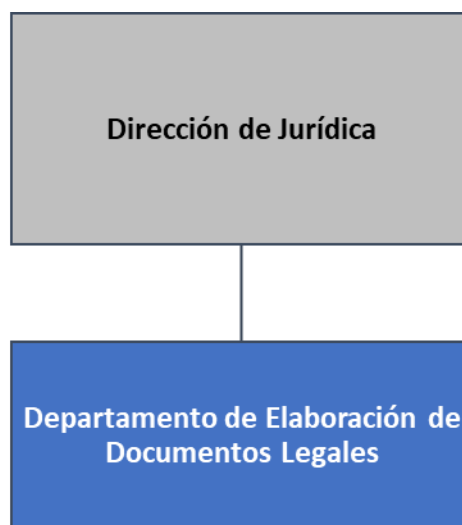 Dirección de Jurídica
Departamento de Elaboración de
Documentos Legales